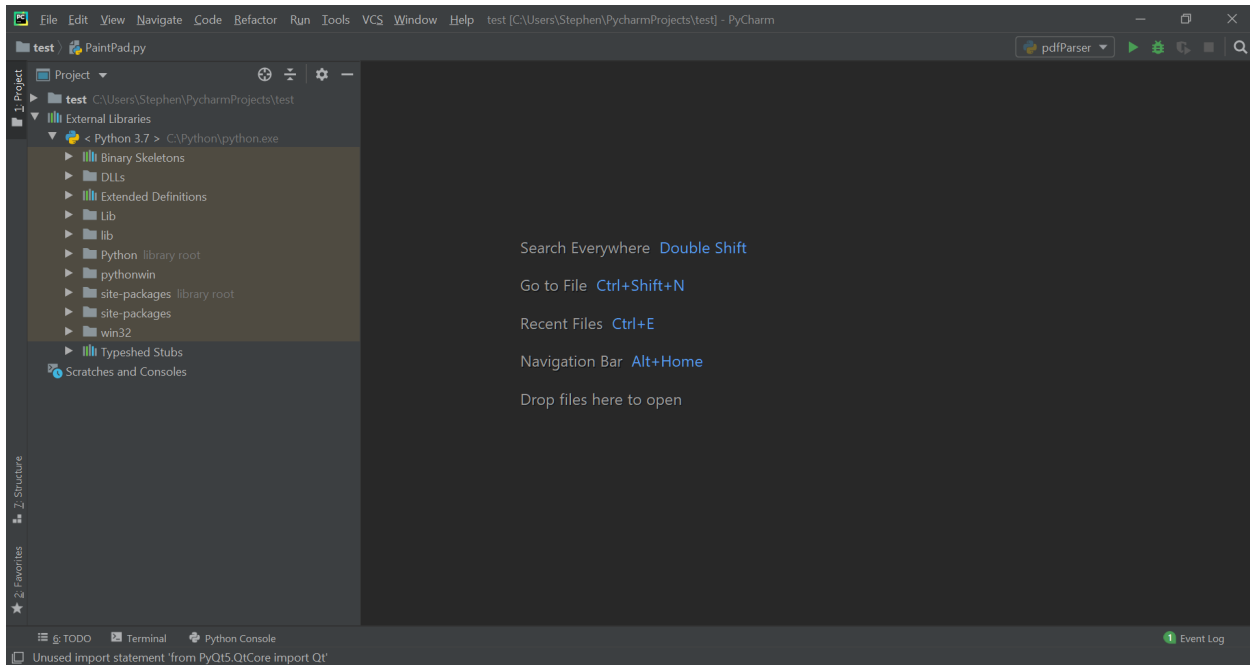 PC File Edit View Navigate Code Refactor Run Tools VCS Window Help test [C:\Users\Stephen\PycharmProjects\test] - PyCharm
test PaintPad.py pdfParser
1: Project
Project
test C:\Users\Stephen\PycharmProjects\test
External Libraries
< Python 3.7 > C:\Python\python.exe
Binary Skeletons
DLLs
Extended Definitions
Lib
lib
Python library root
pythonwin
site-packages library root
site-packages
win32
Typeshed Stubs
Scratches and Consoles
Search Everywhere Double Shift
Go to File Ctrl+Shift+N
Recent Files Ctrl+E
Navigation Bar Alt+Home
Drop files here to open
7: Structure
2: Favorites
6: TODO Terminal Python Console 1 Event Log
Unused import statement 'from PyQt5.QtCore import Qt'